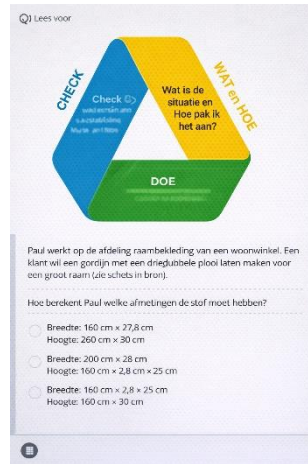 Lees voor
CHECK
Check
WAT en HOE
Wat is de
situatie en
Hoe pak ik
het aan?
DOE
Paul werkt op de afdeling raambekleding van een woonwinkel. Een
klant wil een gordijn met een driedubbele plooi laten maken voor
een groot raam (zie schets in bron).
Hoe berekent Paul welke afmetingen de stof moet hebben?
Breedte: 160 cm × 27,8 cm
Hoogte: 260 cm × 30 cm
Breedte: 200 cm × 28 cm
Hoogte: 160 cm × 2,8 cm × 25 cm
Breedte: 160 cm × 2,8 × 25 cm
Hoogte: 160 cm × 30 cm